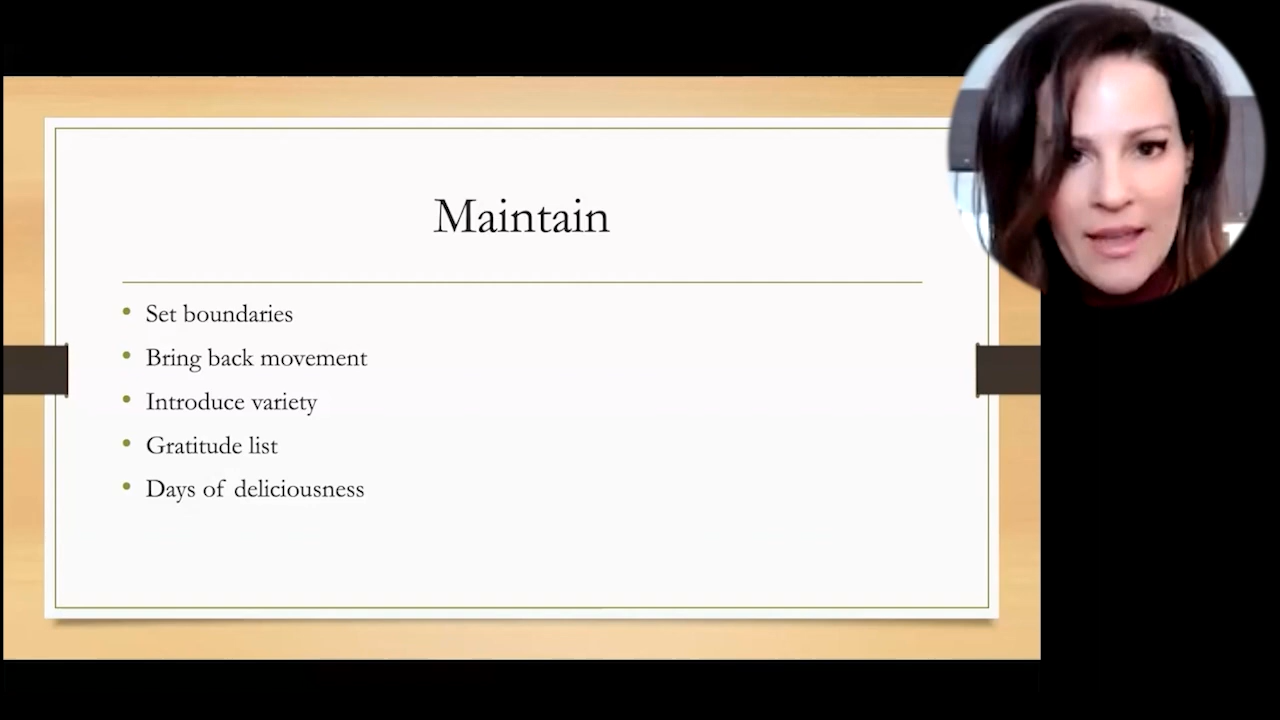 Maintain
Set boundaries
Bring back movement
Introduce variety
Gratitude list
Days of deliciousness